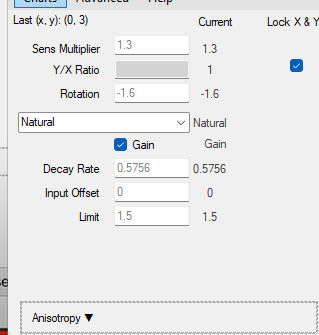 Charts Advanced Help
Last (x, y): (0, 3) Current Lock X & Y
Sens Multiplier 1.3 1.3
Y/X Ratio 1
Rotation -1.6 -1.6
Natural Natural
Gain Gain
Decay Rate 0.5756 0.5756
Input Offset 0 0
Limit 1.5 1.5
Anisotropy ▼